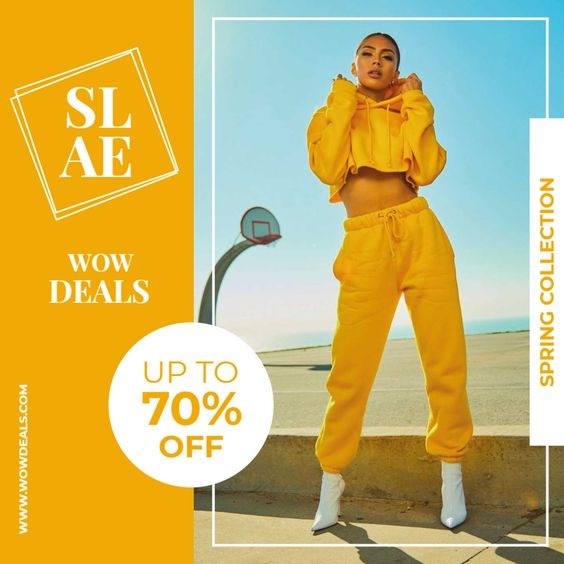 SL
AE
WOW
DEALS
UP TO
70%
OFF
WWW.WOWDEALS.COM
SPRING COLLECTION